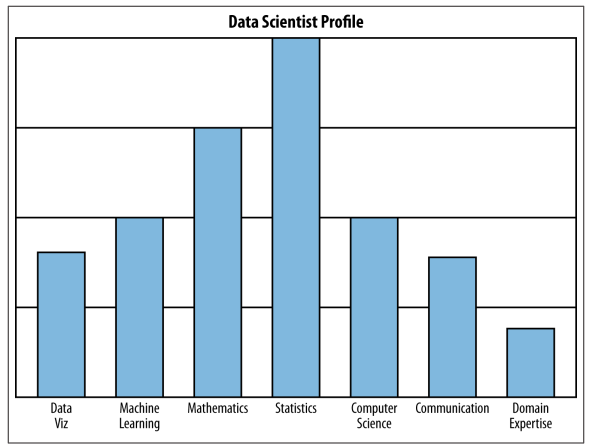 Data Scientist Profile
Data
Viz
Machine
Learning
Mathematics
Statistics
Computer
Science
Communication
Domain
Expertise